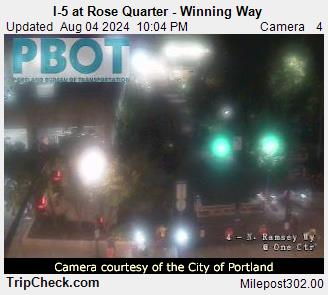 I-5 at Rose Quarter - Winning Way
Updated Aug 04 2024 10:04 PM Camera 4
PBOT
PORTLAND BUREAU OF TRANSPORTATION
4 - N. Ramsey Wy
@ One Ctr
Camera courtesy of the City of Portland
TripCheck.com Milepost302.00